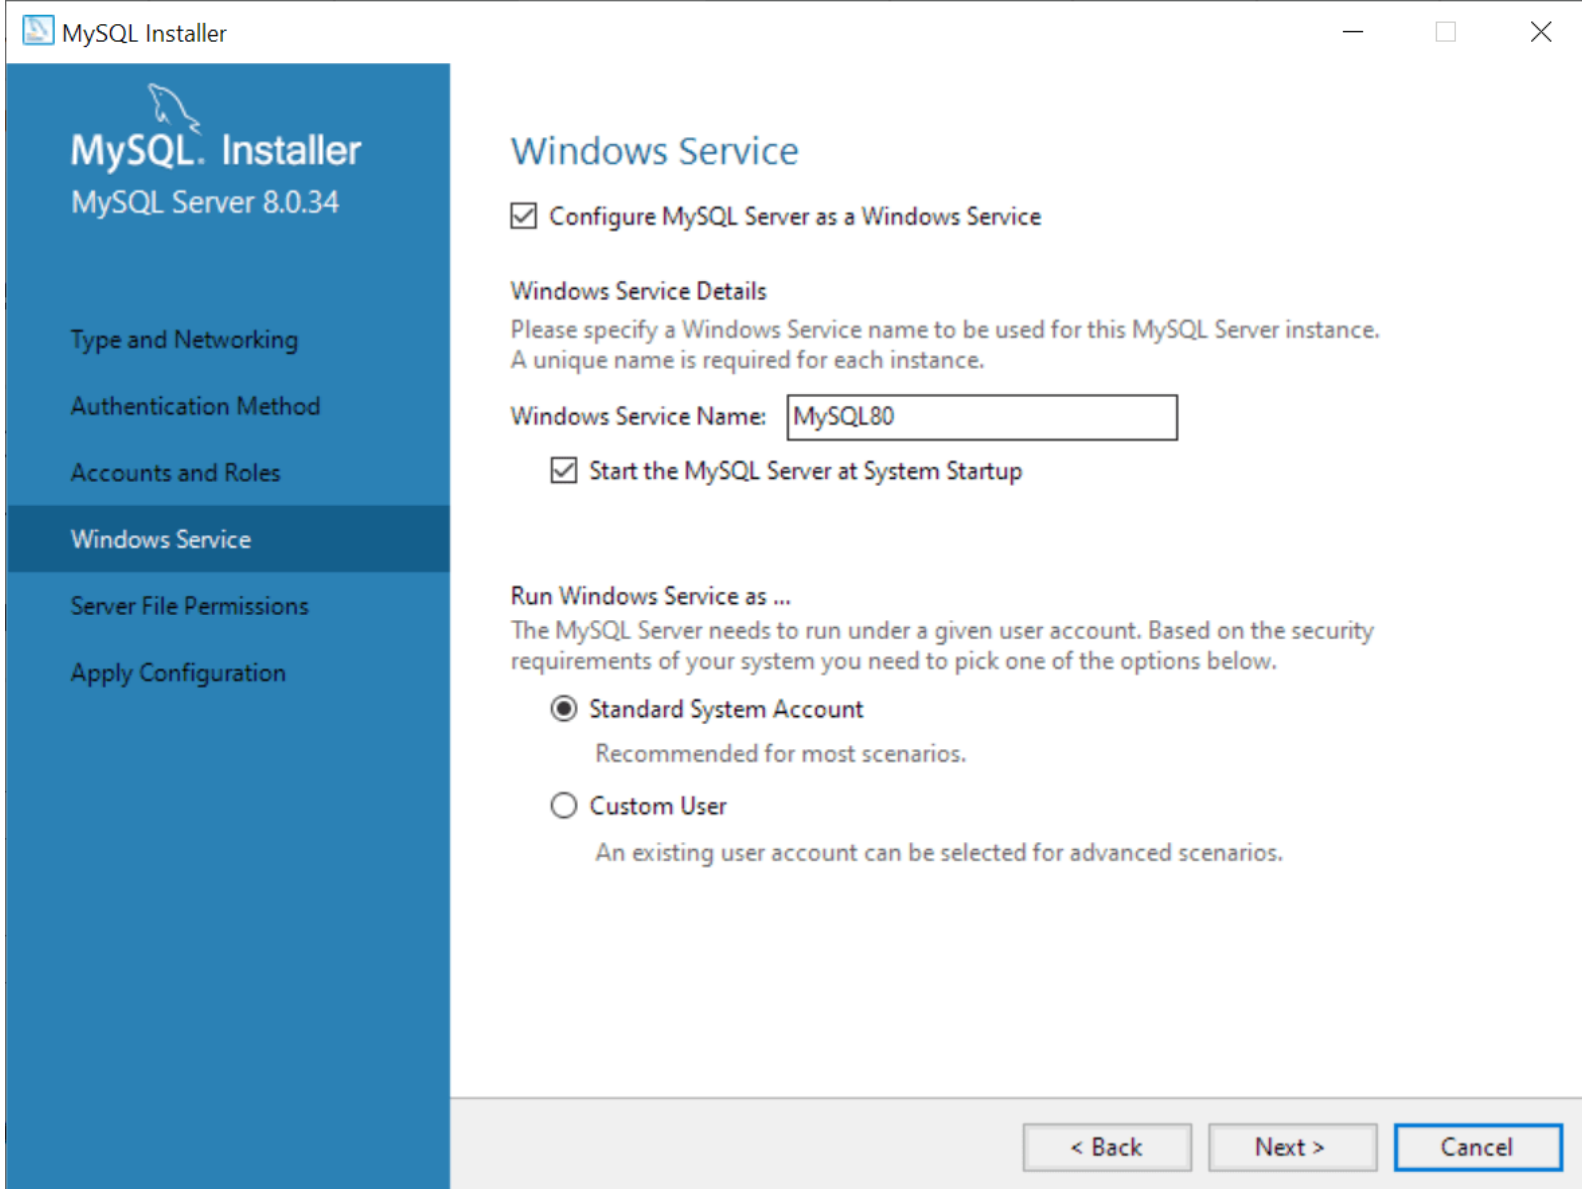 MySQL Installer
MySQL. Installer
MySQL Server 8.0.34
Type and Networking
Authentication Method
Accounts and Roles
Windows Service
Server File Permissions
Apply Configuration
Windows Service
Configure MySQL Server as a Windows Service
Windows Service Details
Please specify a Windows Service name to be used for this MySQL Server instance.
A unique name is required for each instance.
Windows Service Name: MySQL80
Start the MySQL Server at System Startup
Run Windows Service as ...
The MySQL Server needs to run under a given user account. Based on the security
requirements of your system you need to pick one of the options below.
Standard System Account
Recommended for most scenarios.
Custom User
An existing user account can be selected for advanced scenarios.
< Back Next > Cancel